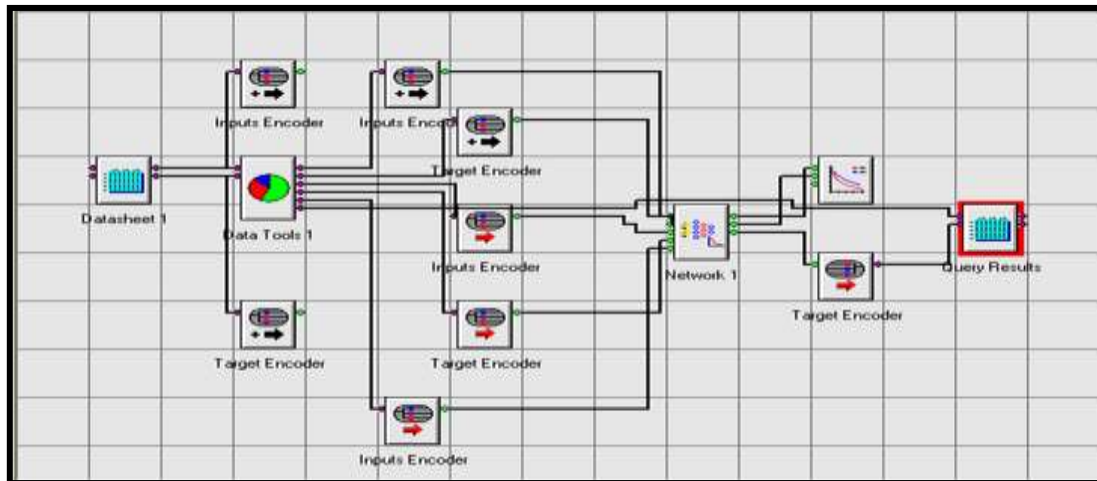 Inputs Encoder
Inputs Encod
Target Encoder
Datasheet 1
Data Tools 1
Inputs Encoder
Network 1
Query Results
Target Encoder
Target Encoder
Target Encoder
Inputs Encoder